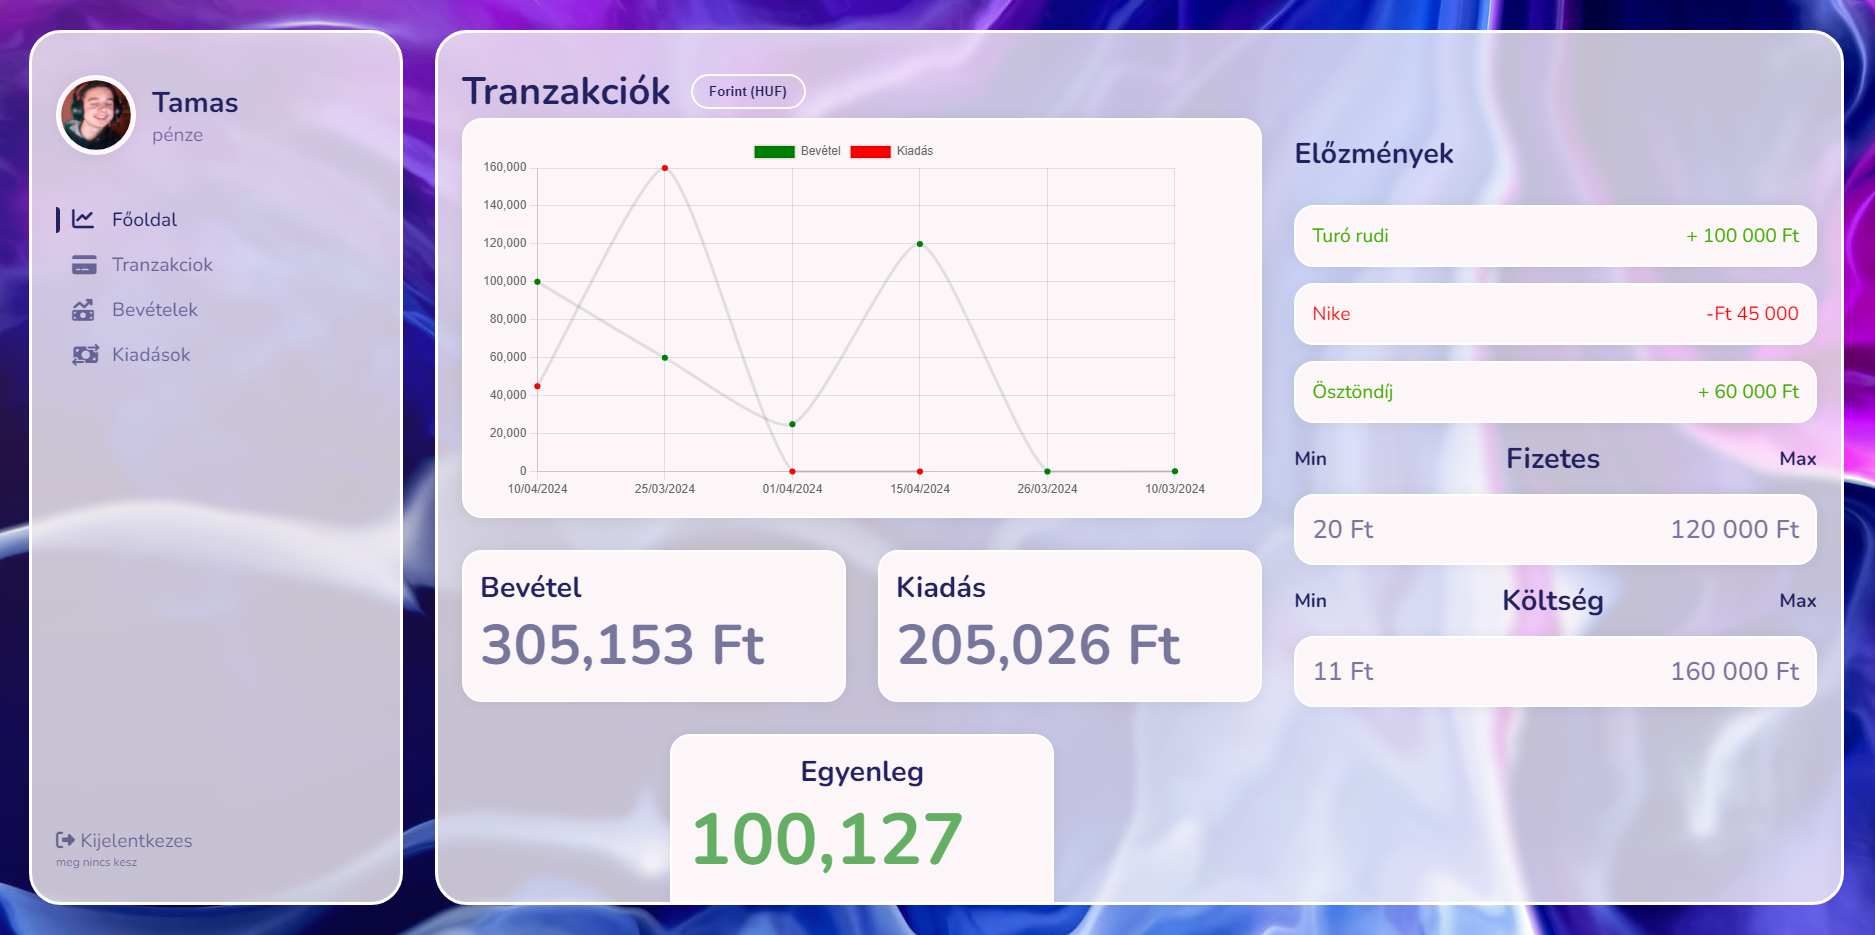 Tamas
pénze
Főoldal
Tranzakciok
Bevételek
Kiadások
Kijelentkezes
meg nincs kesz
Tranzakciók
Forint (HUF)
Bevétel Kiadás
160,000
140,000
120,000
100,000
80,000
60,000
40,000
20,000
0
10/04/2024 25/03/2024 01/04/2024 15/04/2024 26/03/2024 10/03/2024
Bevétel
305,153 Ft
Kiadás
205,026 Ft
Egyenleg
100,127
Előzmények
Turó rudi + 100 000 Ft
Nike -Ft 45 000
Ösztöndíj + 60 000 Ft
Min Fizetes Max
20 Ft 120 000 Ft
Min Költség Max
11 Ft 160 000 Ft